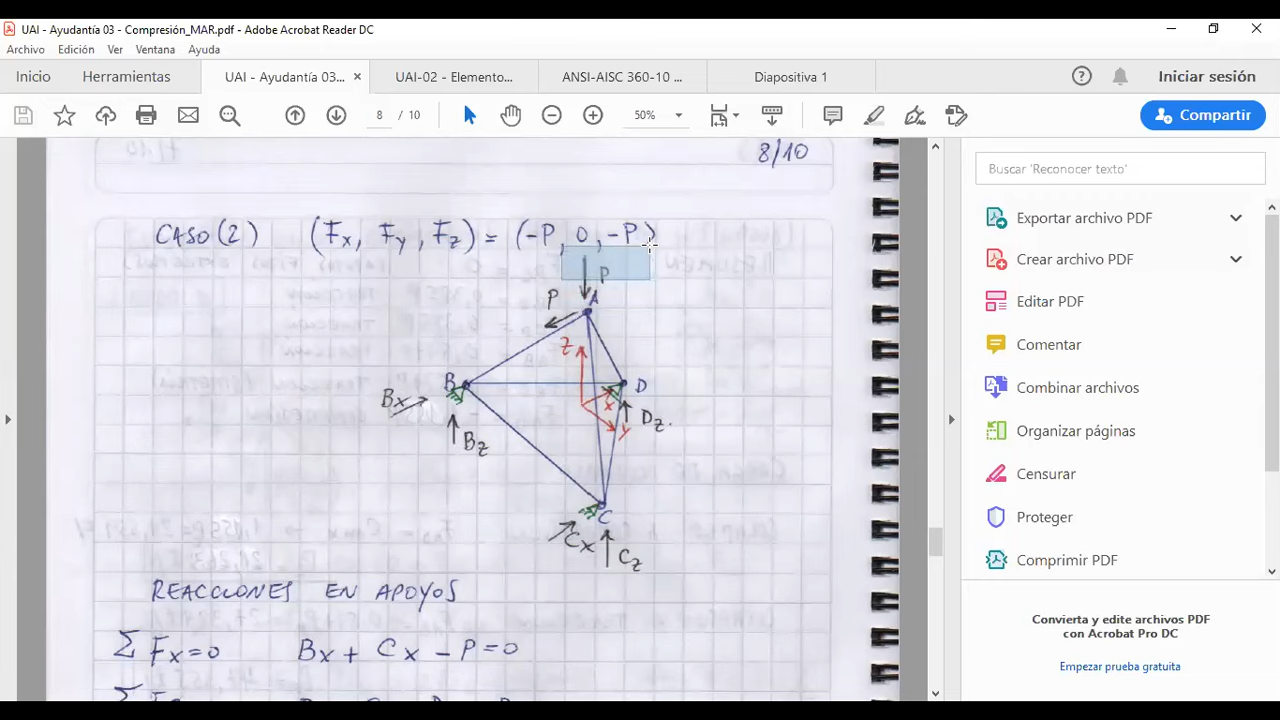 UAI - Ayudantía 03 - Compresión_MAR.pdf - Adobe Acrobat Reader DC
Archivo Edición Ver Ventana Ayuda
Inicio Herramientas UAI - Ayudantía 03... × UAI-02 - Elemento... ANSI-AISC 360-10 ... Diapositiva 1 Iniciar sesión
8 / 10 50% Compartir
8/10
Buscar 'Reconocer texto'
Exportar archivo PDF
Crear archivo PDF
Editar PDF
Comentar
Combinar archivos
Organizar páginas
Censurar
Proteger
Comprimir PDF
Convierta y edite archivos PDF
con Acrobat Pro DC
Empezar prueba gratuita
CASO (2) (Fx, Fy, Fz) = (-P, 0, -P)
P
P A
Z
B D
X
Bx Dz
Y
Bz
C
Cx
Cz
REACCIONES EN APOYOS
Σ Fx=0 Bx + Cx - P = 0